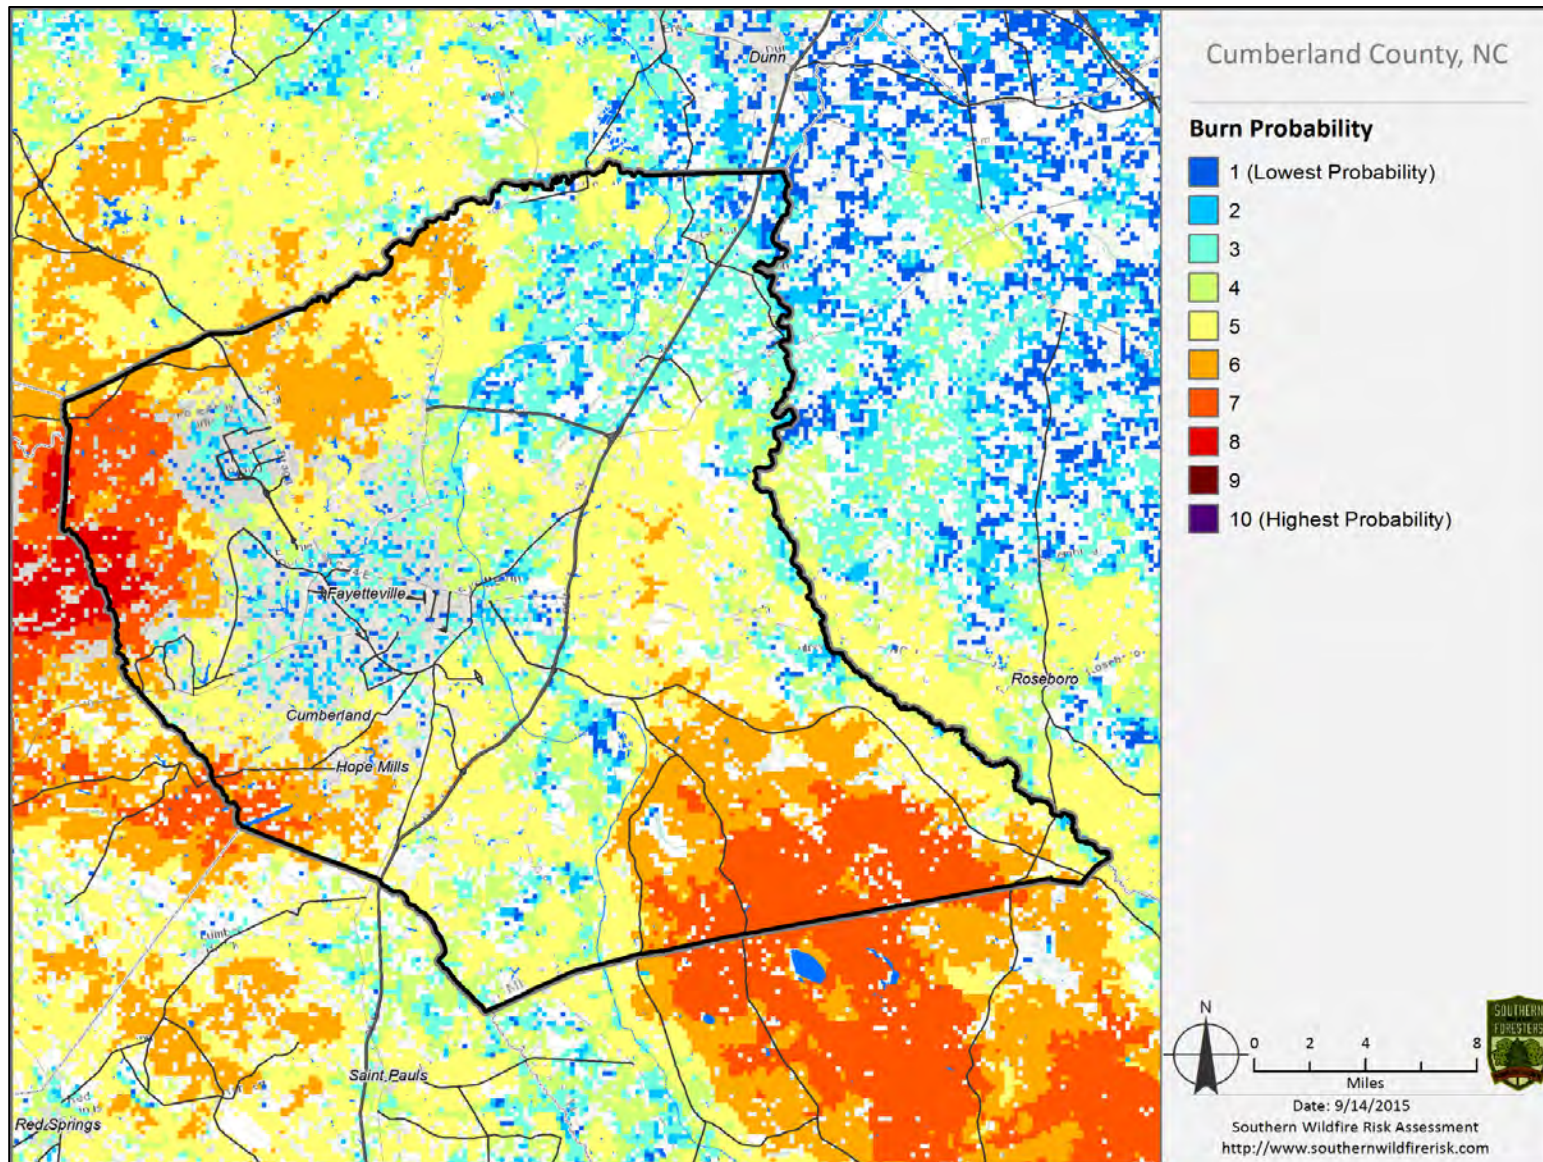 Cumberland County, NC
Burn Probability
1 (Lowest Probability)
2
3
4
5
6
7
8
9
10 (Highest Probability)
Dunn
Fayetteville
Roseboro
Cumberland
Hope Mills
Saint Pauls
Red Springs
N
0 2 4 8
Miles
SOUTHERN
FORESTERS
Date: 9/14/2015
Southern Wildfire Risk Assessment
http://www.southernwildfirerisk.com